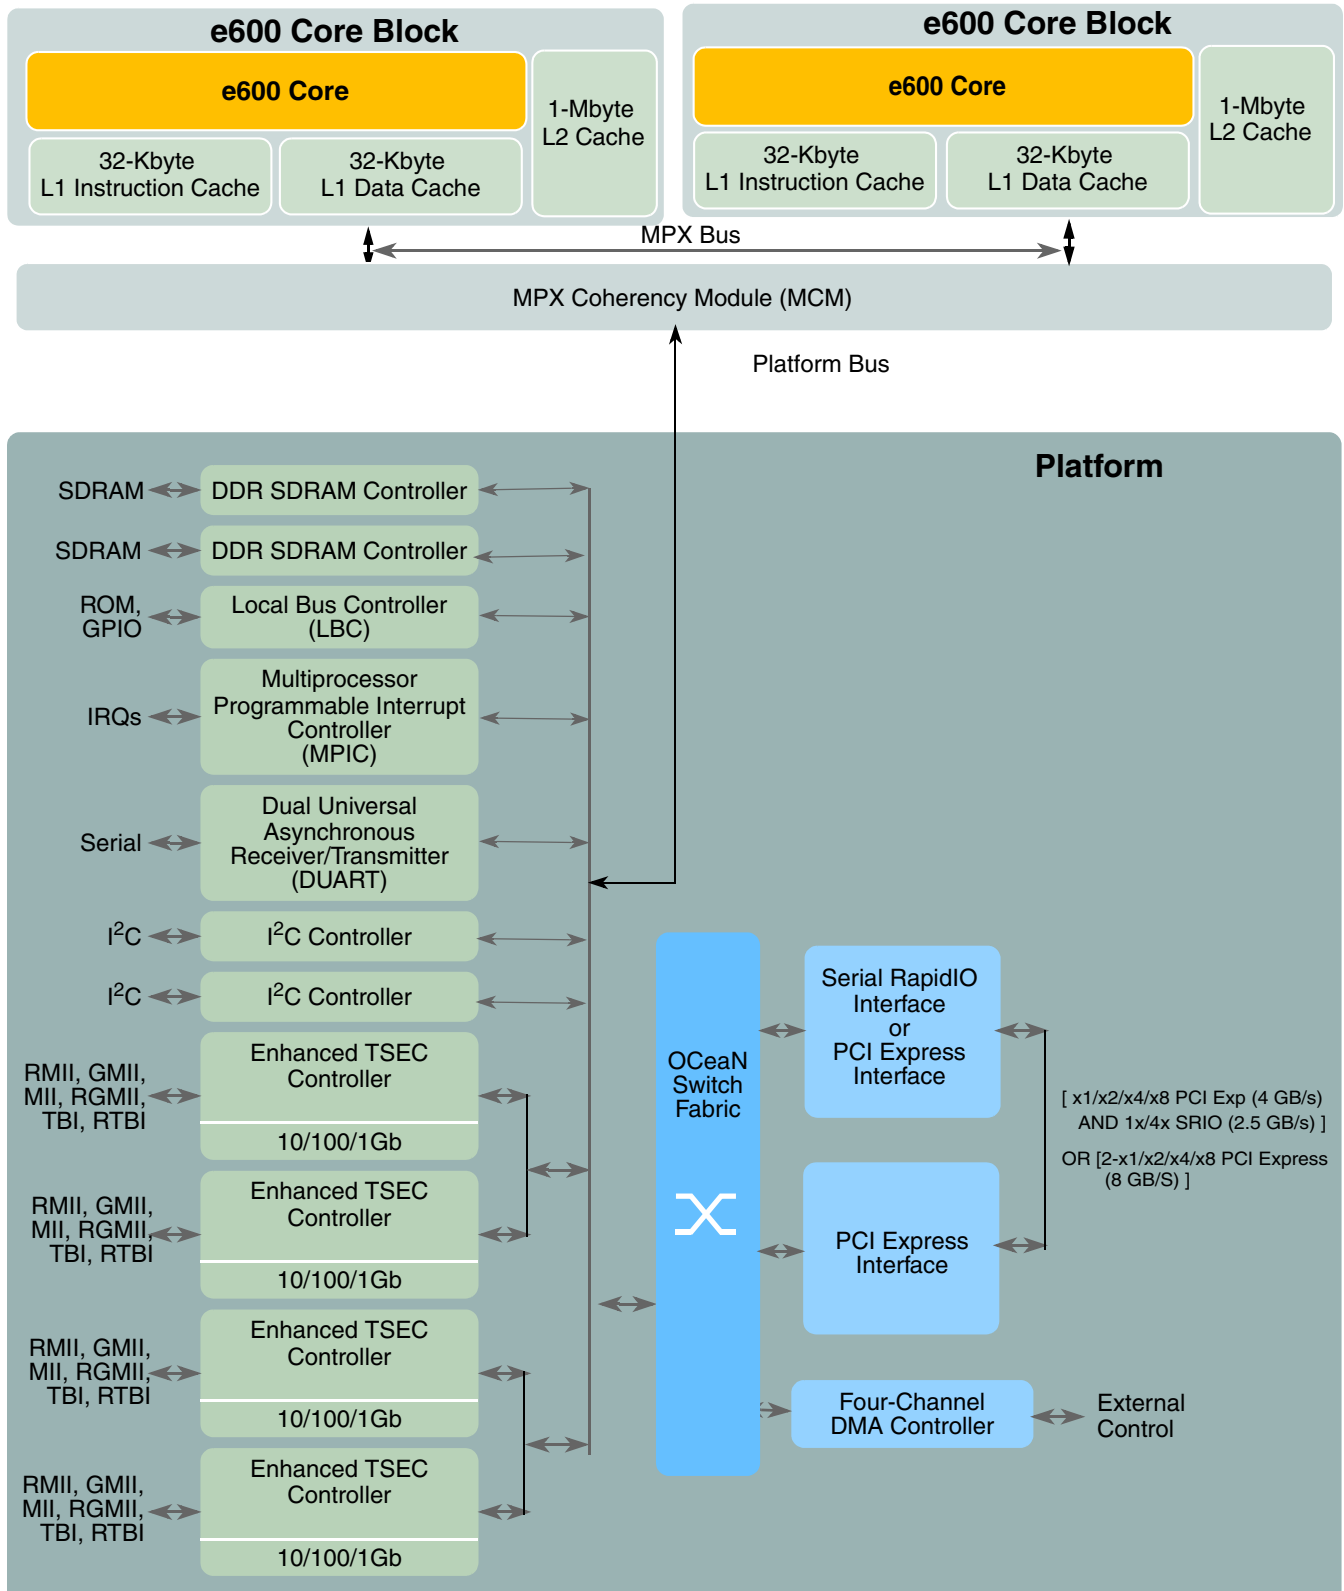 e600 Core Block
e600 Core
1-Mbyte
L2 Cache
32-Kbyte
L1 Instruction Cache
32-Kbyte
L1 Data Cache
e600 Core Block
e600 Core
1-Mbyte
L2 Cache
32-Kbyte
L1 Instruction Cache
32-Kbyte
L1 Data Cache
MPX Bus
MPX Coherency Module (MCM)
Platform Bus
Platform
SDRAM
DDR SDRAM Controller
SDRAM
DDR SDRAM Controller
ROM,
GPIO
Local Bus Controller
(LBC)
IRQs
Multiprocessor
Programmable Interrupt
Controller
(MPIC)
Serial
Dual Universal
Asynchronous
Receiver/Transmitter
(DUART)
I²C
I²C Controller
I²C
I²C Controller
RMII, GMII,
MII, RGMII,
TBI, RTBI
Enhanced TSEC
Controller
10/100/1Gb
RMII, GMII,
MII, RGMII,
TBI, RTBI
Enhanced TSEC
Controller
10/100/1Gb
RMII, GMII,
MII, RGMII,
TBI, RTBI
Enhanced TSEC
Controller
10/100/1Gb
RMII, GMII,
MII, RGMII,
TBI, RTBI
Enhanced TSEC
Controller
10/100/1Gb
OCeaN
Switch
Fabric
Serial RapidIO
Interface
or
PCI Express
Interface
[ x1/x2/x4/x8 PCI Exp (4 GB/s)
AND 1x/4x SRIO (2.5 GB/s) ]
OR [2-x1/x2/x4/x8 PCI Express
(8 GB/S) ]
PCI Express
Interface
Four-Channel
DMA Controller
External
Control